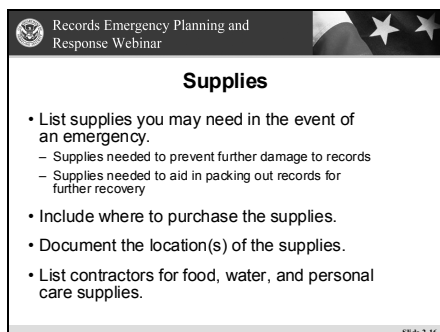 Records Emergency Planning and
Response Webinar
Supplies
• List supplies you may need in the event of
an emergency.
– Supplies needed to prevent further damage to records
– Supplies needed to aid in packing out records for
further recovery
• Include where to purchase the supplies.
• Document the location(s) of the supplies.
• List contractors for food, water, and personal
care supplies.
Slide 2-16